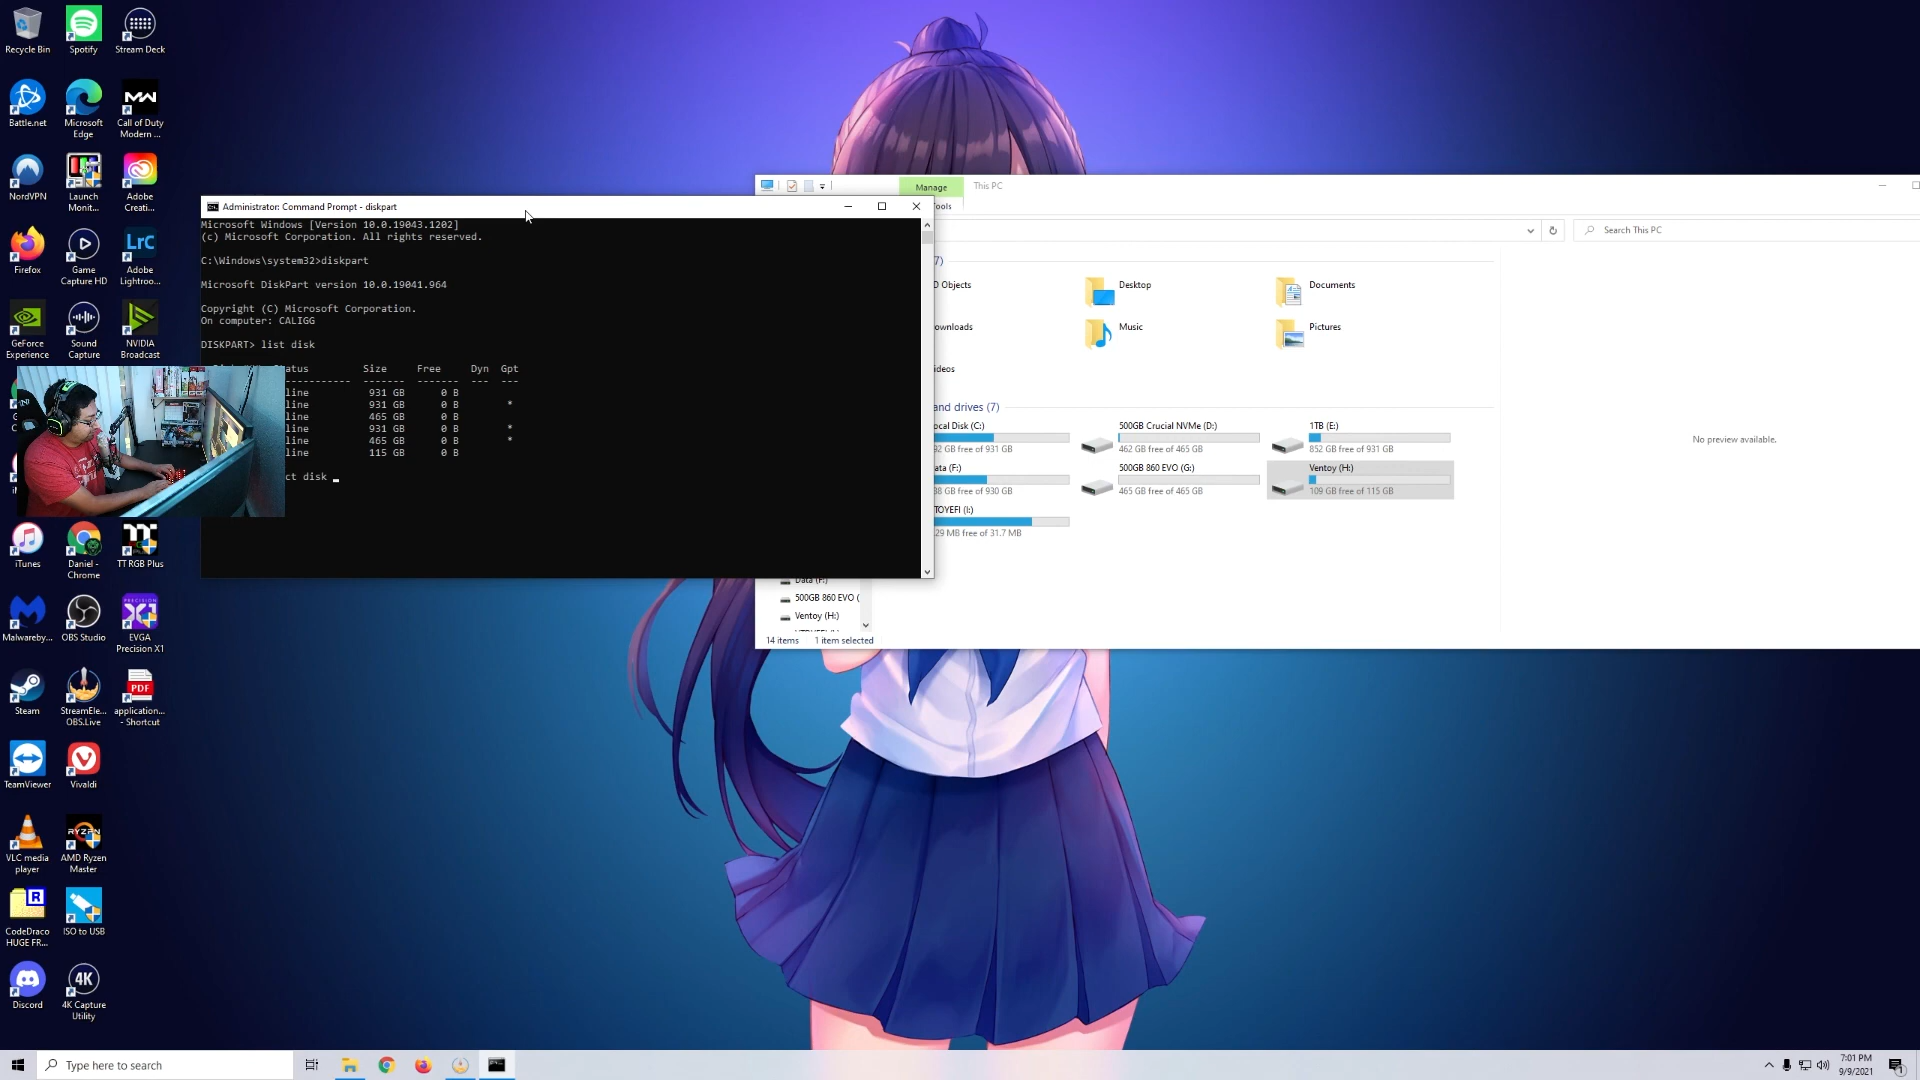 Recycle Bin
Spotify
Stream Deck
Battle.net
Microsoft
Edge
Call of Duty
Modern ...
NordVPN
Launch
Monit...
Adobe
Creati...
Firefox
Game
Capture HD
Adobe
Lightroo...
GeForce
Experience
Sound
Capture
NVIDIA
Broadcast
iTunes
Daniel -
Chrome
TT RGB Plus
Malwareby...
OBS Studio
EVGA
Precision X1
Steam
StreamEle...
OBS.Live
application...
- Shortcut
TeamViewer
Vivaldi
VLC media
player
AMD Ryzen
Master
CodeDraco
HUGE FR...
ISO to USB
Discord
4K Capture
Utility
Administrator: Command Prompt - diskpart
Microsoft Windows [Version 10.0.19043.1202]
(c) Microsoft Corporation. All rights reserved.
C:\Windows\system32>diskpart
Microsoft DiskPart version 10.0.19041.964
Copyright (C) Microsoft Corporation.
On computer: CALIGG
DISKPART> list disk
tatus Size Free Dyn Gpt
line 931 GB 0 B
line 931 GB 0 B *
line 465 GB 0 B
line 931 GB 0 B *
line 465 GB 0 B *
line 115 GB 0 B
ct disk _
Manage
This PC
ools
Search This PC
7)
D Objects
Desktop
Documents
ownloads
Music
Pictures
ideos
and drives (7)
ocal Disk (C:)
92 GB free of 931 GB
500GB Crucial NVMe (D:)
462 GB free of 465 GB
1TB (E:)
852 GB free of 931 GB
ata (F:)
38 GB free of 930 GB
500GB 860 EVO (G:)
465 GB free of 465 GB
Ventoy (H:)
109 GB free of 115 GB
TOYEFI (I:)
29 MB free of 31.7 MB
No preview available.
Data (F:)
500GB 860 EVO (
Ventoy (H:)
14 items
1 item selected
Type here to search
7:01 PM
9/9/2021